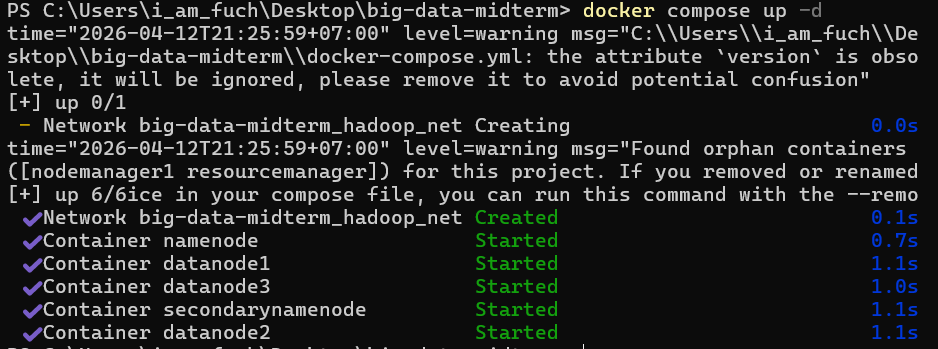 PS C:\Users\i_am_fuch\Desktop\big-data-midterm> docker compose up -d
time="2026-04-12T21:25:59+07:00" level=warning msg="C:\\Users\\i_am_fuch\\De
sktop\\big-data-midterm\\docker-compose.yml: the attribute `version` is obso
lete, it will be ignored, please remove it to avoid potential confusion"
[+] up 0/1
- Network big-data-midterm_hadoop_net Creating 0.0s
time="2026-04-12T21:25:59+07:00" level=warning msg="Found orphan containers
([nodemanager1 resourcemanager]) for this project. If you removed or renamed
[+] up 6/6ice in your compose file, you can run this command with the --remo
✔Network big-data-midterm_hadoop_net Created 0.1s
✔Container namenode Started 0.7s
✔Container datanode1 Started 1.1s
✔Container datanode3 Started 1.0s
✔Container secondarynamenode Started 1.1s
✔Container datanode2 Started 1.1s